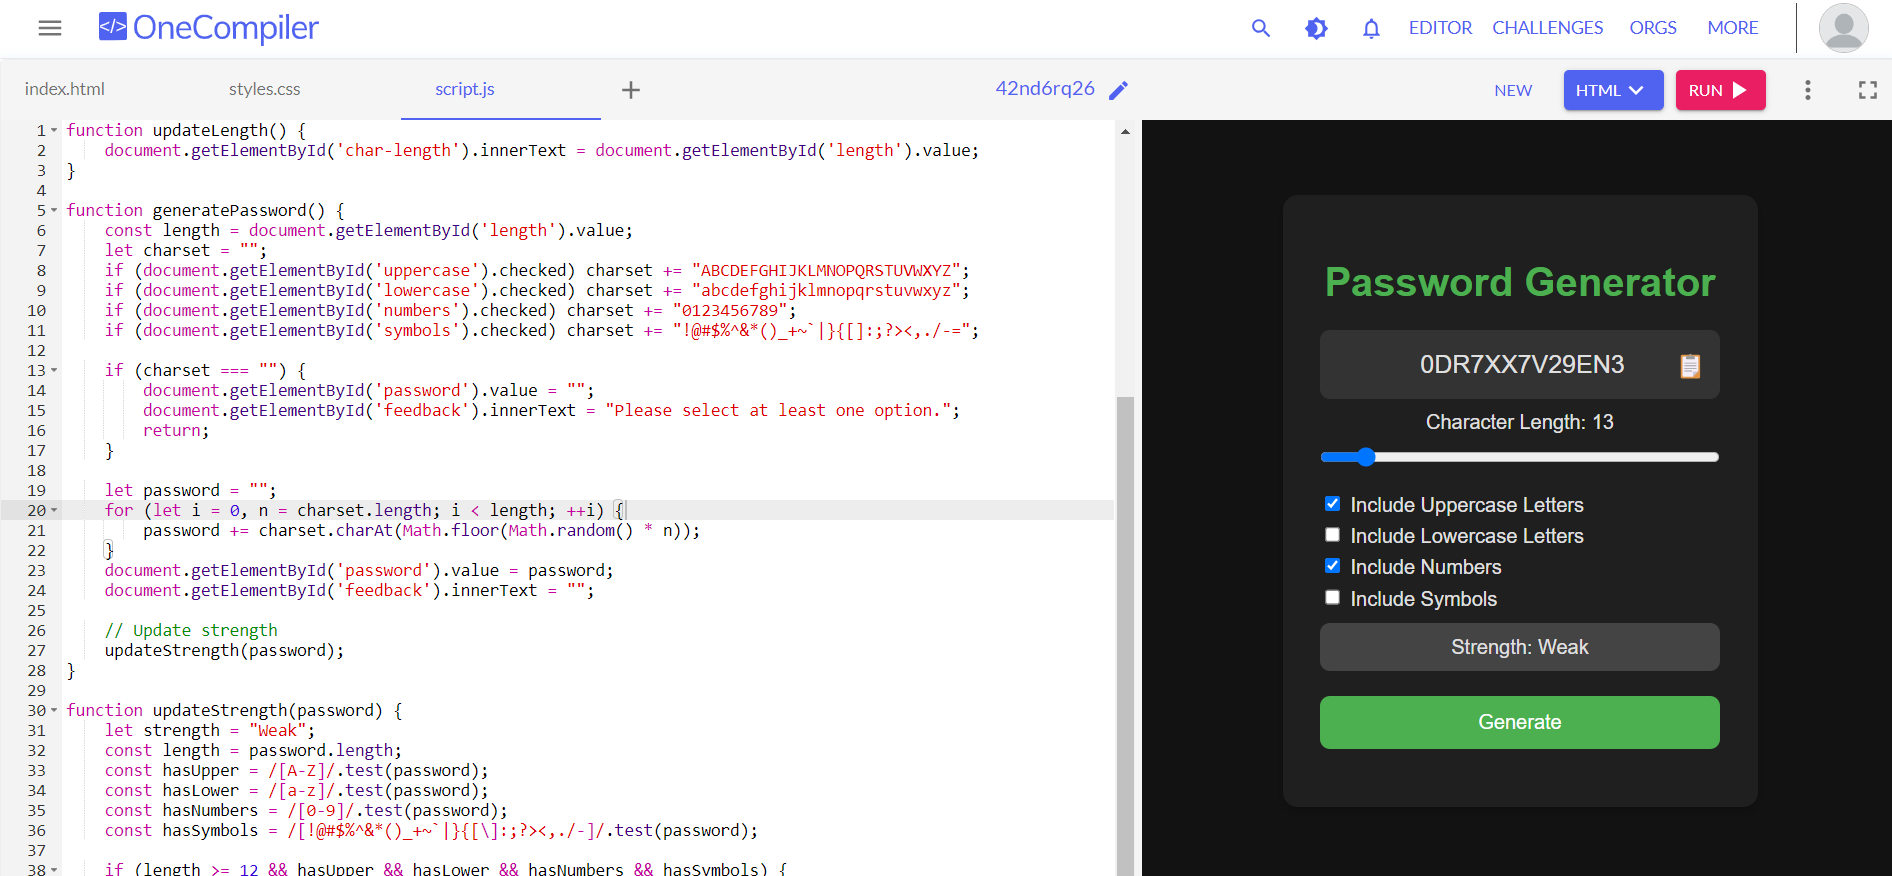 </> OneCompiler
EDITOR CHALLENGES ORGS MORE
index.html styles.css script.js + 42nd6rq26 NEW HTML RUN
1 function updateLength() {
2 document.getElementById('char-length').innerText = document.getElementById('length').value;
3 }
4
5 function generatePassword() {
6 const length = document.getElementById('length').value;
7 let charset = "";
8 if (document.getElementById('uppercase').checked) charset += "ABCDEFGHIJKLMNOPQRSTUVWXYZ";
9 if (document.getElementById('lowercase').checked) charset += "abcdefghijklmnopqrstuvwxyz";
10 if (document.getElementById('numbers').checked) charset += "0123456789";
11 if (document.getElementById('symbols').checked) charset += "!@#$%^&*()_+~`|}{[]:;?><,./-=";
12
13 if (charset === "") {
14 document.getElementById('password').value = "";
15 document.getElementById('feedback').innerText = "Please select at least one option.";
16 return;
17 }
18
19 let password = "";
20 for (let i = 0, n = charset.length; i < length; ++i) {
21 password += charset.charAt(Math.floor(Math.random() * n));
22 }
23 document.getElementById('password').value = password;
24 document.getElementById('feedback').innerText = "";
25
26 // Update strength
27 updateStrength(password);
28 }
29
30 function updateStrength(password) {
31 let strength = "Weak";
32 const length = password.length;
33 const hasUpper = /[A-Z]/.test(password);
34 const hasLower = /[a-z]/.test(password);
35 const hasNumbers = /[0-9]/.test(password);
36 const hasSymbols = /[!@#$%^&*()_+~`|}{[\]:;?><,./-]/.test(password);
37
38 if (length >= 12 && hasUpper && hasLower && hasNumbers && hasSymbols) {
Password Generator
0DR7XX7V29EN3
Character Length: 13
Include Uppercase Letters
Include Lowercase Letters
Include Numbers
Include Symbols
Strength: Weak
Generate